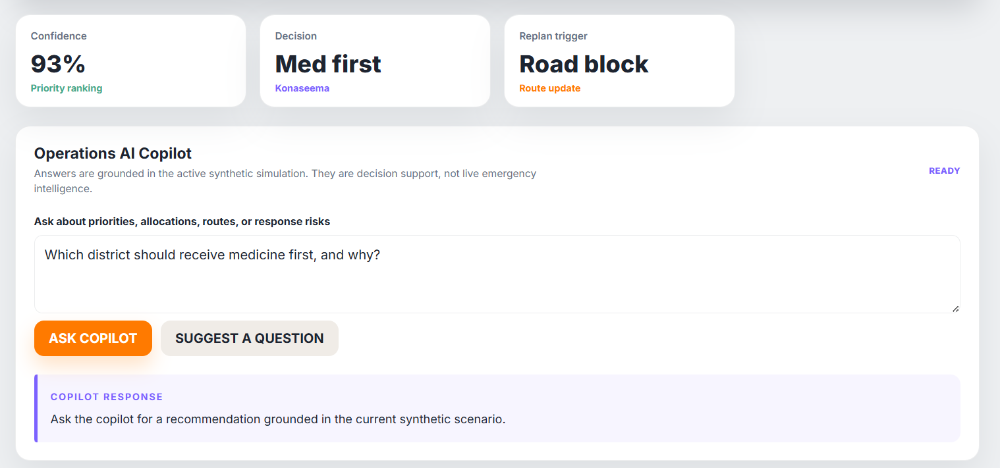 Confidence
93%
Priority ranking
Decision
Med first
Konaseema
Replan trigger
Road block
Route update
Operations AI Copilot
Answers are grounded in the active synthetic simulation. They are decision support, not live emergency
intelligence.
READY
Ask about priorities, allocations, routes, or response risks
Which district should receive medicine first, and why?
ASK COPILOT
SUGGEST A QUESTION
COPILOT RESPONSE
Ask the copilot for a recommendation grounded in the current synthetic scenario.